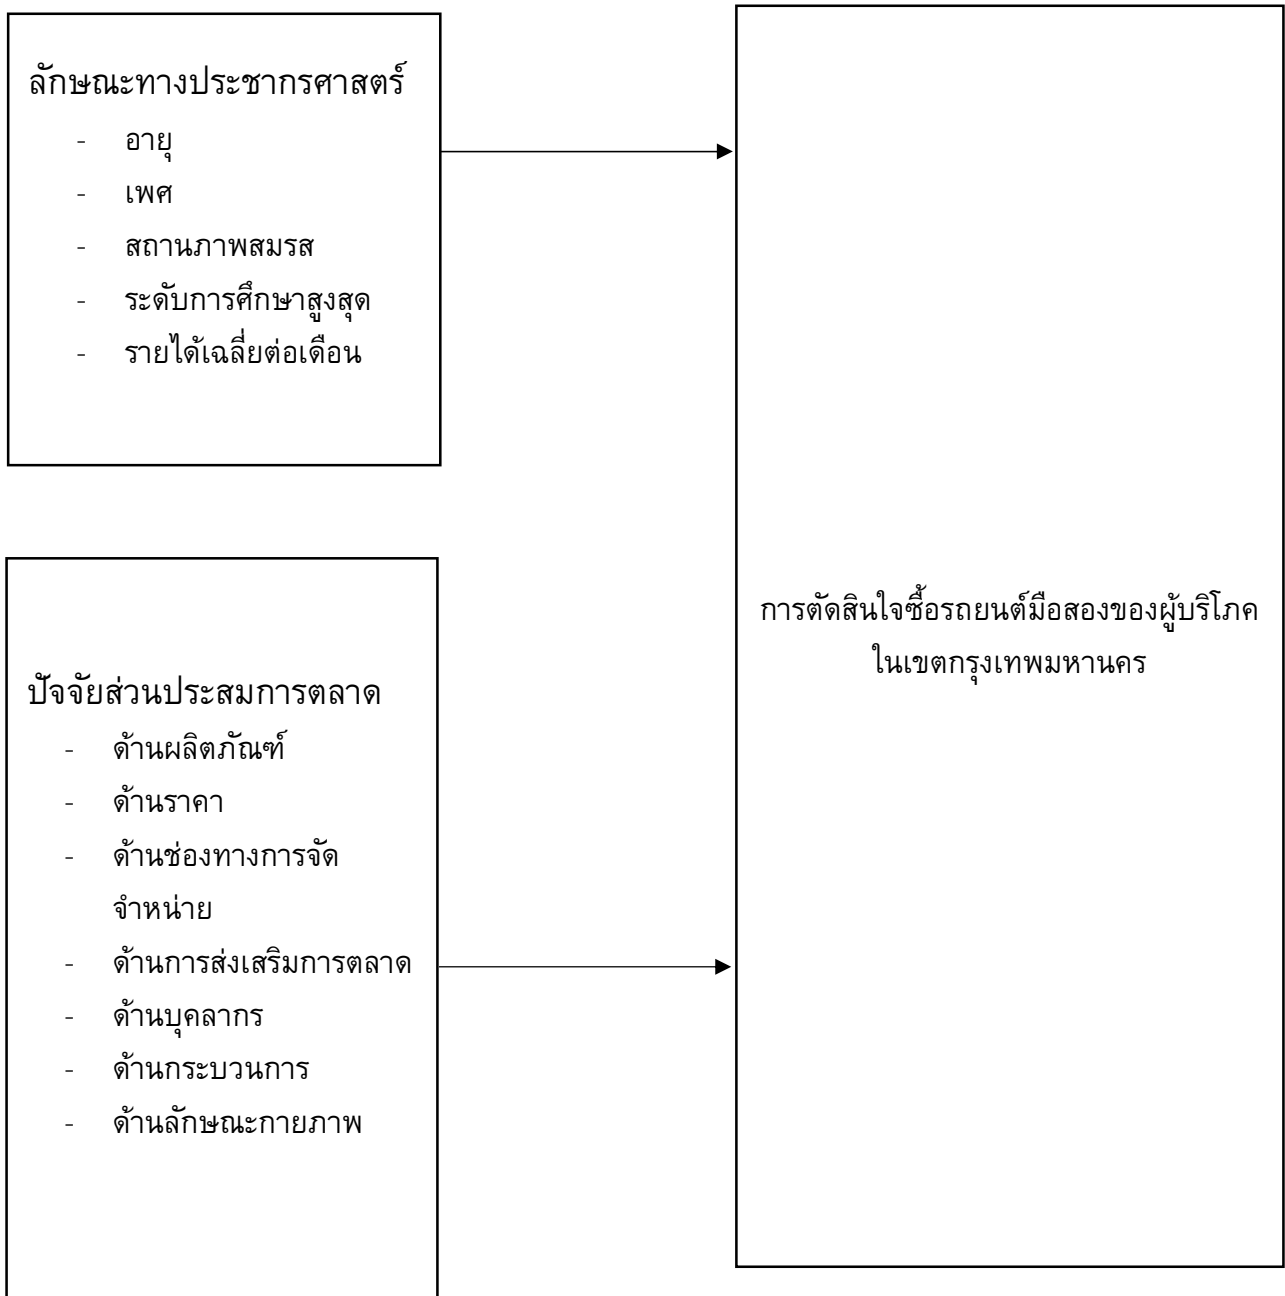 ลักษณะทางประชากรศาสตร์
- อายุ
- เพศ
- สถานภาพสมรส
- ระดับการศึกษาสูงสุด
- รายได้เฉลี่ยต่อเดือน
ปัจจัยส่วนประสมการตลาด
- ด้านผลิตภัณฑ์
- ด้านราคา
- ด้านช่องทางการจัด
จำหน่าย
- ด้านการส่งเสริมการตลาด
- ด้านบุคลากร
- ด้านกระบวนการ
- ด้านลักษณะกายภาพ
การตัดสินใจซื้อรถยนต์มือสองของผู้บริโภค
ในเขตกรุงเทพมหานคร